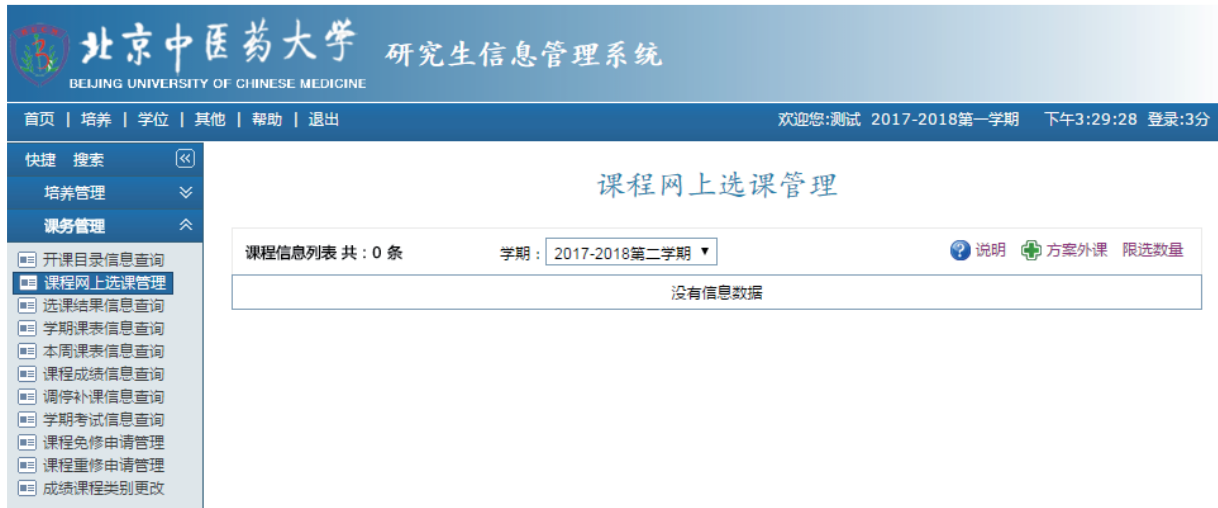 北京中医药大学 研究生信息管理系统
BEIJING UNIVERSITY OF CHINESE MEDICINE
首页 | 培养 | 学位 | 其他 | 帮助 | 退出 欢迎您:测试 2017-2018第一学期 下午3:29:28 登录:3分
快捷 搜索
培养管理
课务管理
开课目录信息查询
课程网上选课管理
选课结果信息查询
学期课表信息查询
本周课表信息查询
课程成绩信息查询
调停补课信息查询
学期考试信息查询
课程免修申请管理
课程重修申请管理
成绩课程类别更改
课程网上选课管理
课程信息列表 共：0 条 学期： 2017-2018第二学期 ▼ 说明 方案外课 限选数量
没有信息数据